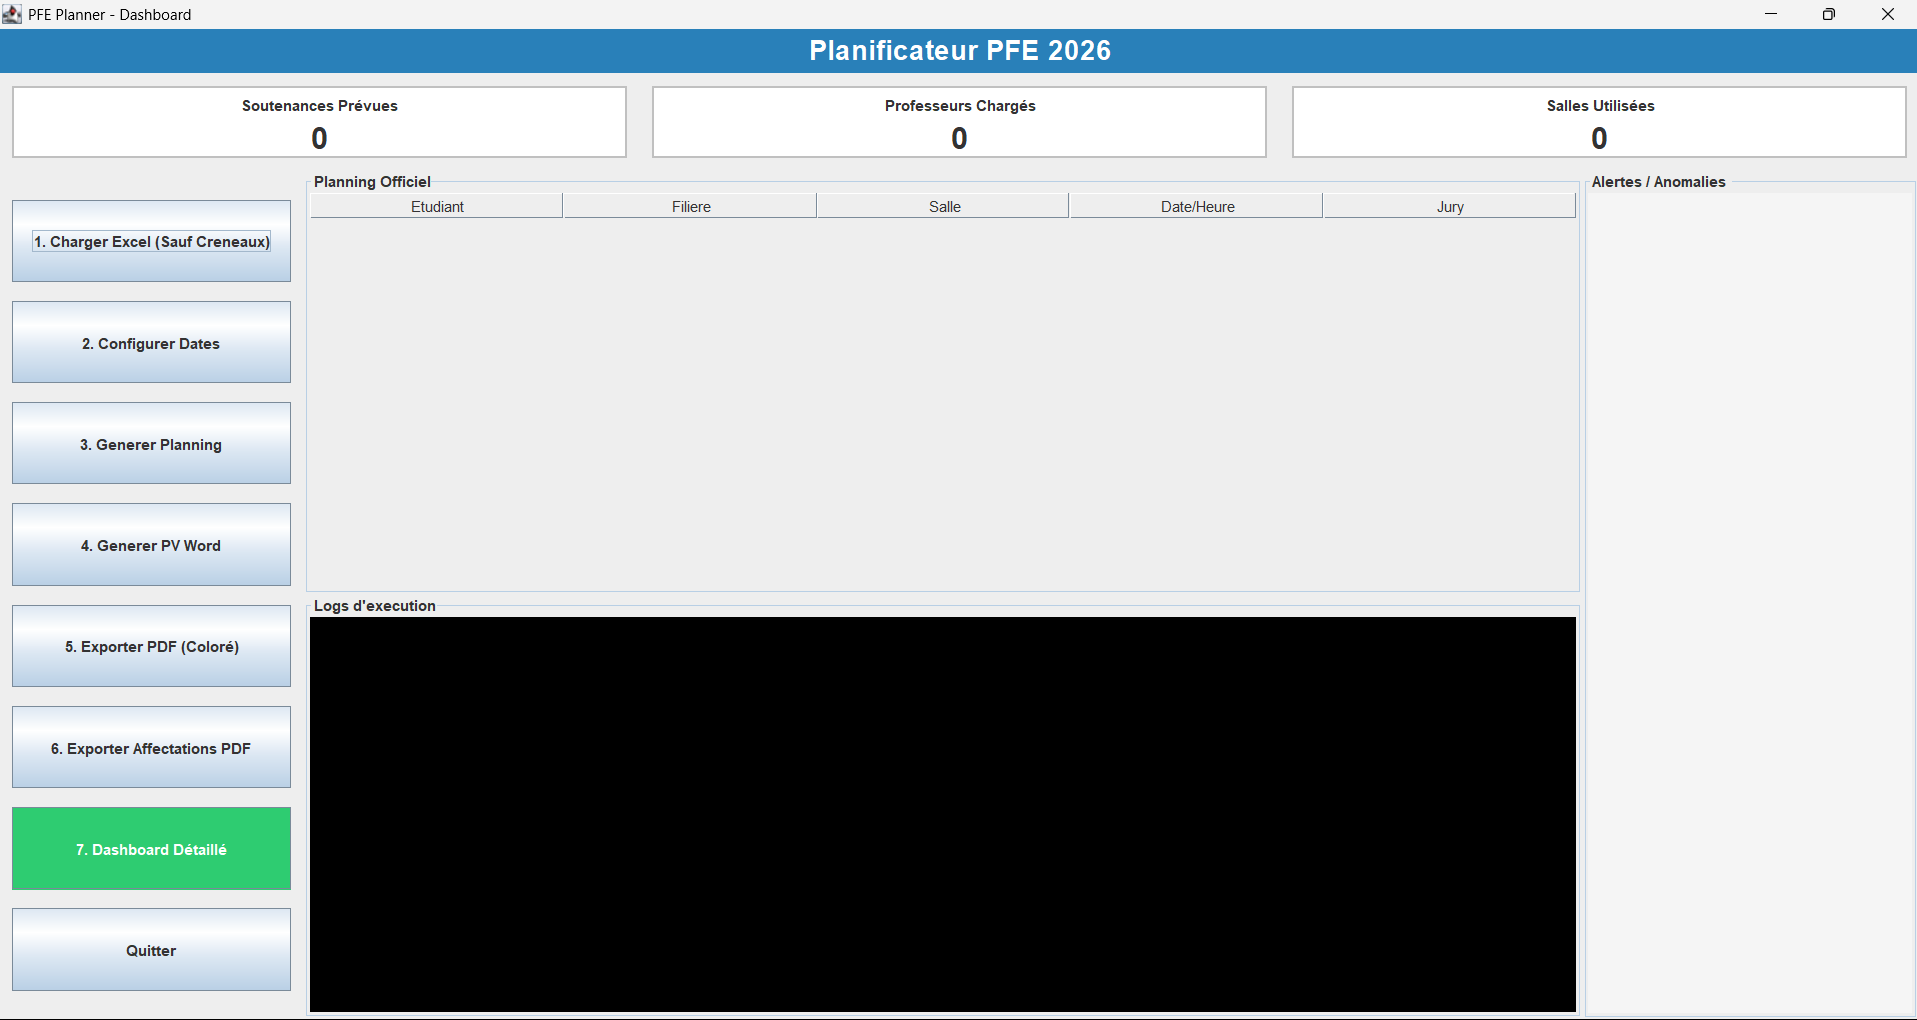 PFE Planner - Dashboard
Planificateur PFE 2026
Soutenances Prévues
0
Professeurs Chargés
0
Salles Utilisées
0
1. Charger Excel (Sauf Creneaux)
2. Configurer Dates
3. Generer Planning
4. Generer PV Word
5. Exporter PDF (Coloré)
6. Exporter Affectations PDF
7. Dashboard Détaillé
Quitter
Planning Officiel
Etudiant Filiere Salle Date/Heure Jury
Logs d'execution
Alertes / Anomalies